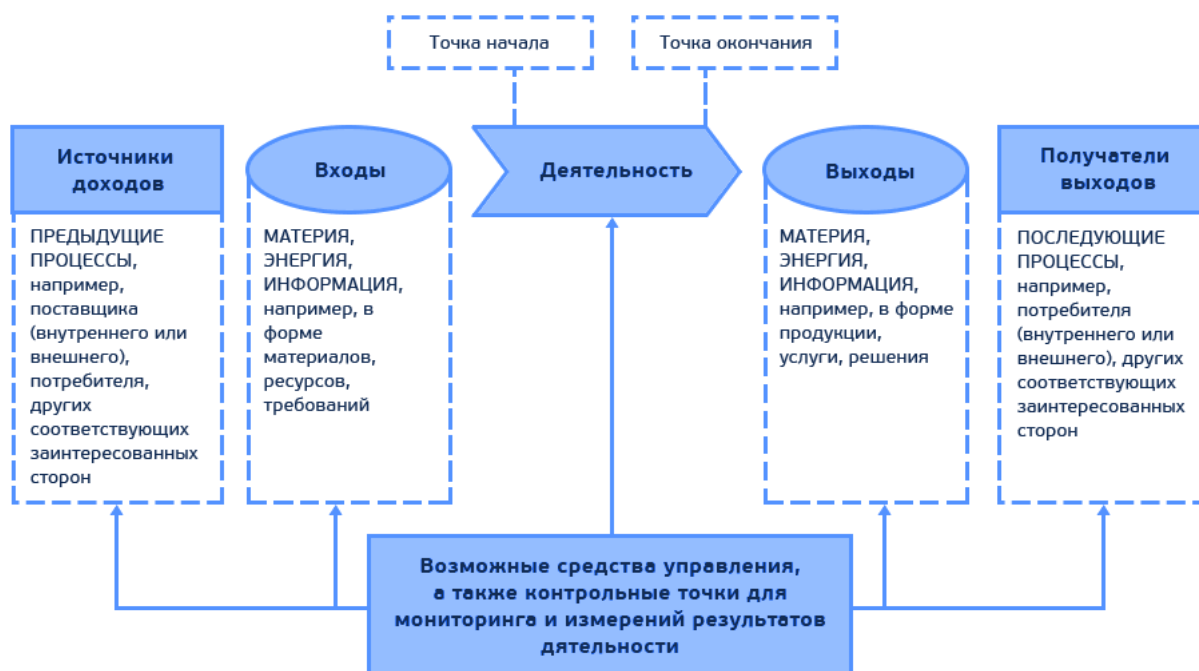 Точка начала
Точка окончания
Источники
доходов
Входы
Деятельность
Выходы
Получатели
выходов
ПРЕДЫДУЩИЕ
ПРОЦЕССЫ,
например,
поставщика
(внутреннего или
внешнего),
потребителя,
других
соответствующих
заинтересованных
сторон
МАТЕРИЯ,
ЭНЕРГИЯ,
ИНФОРМАЦИЯ,
например, в
форме
материалов,
ресурсов,
требований
МАТЕРИЯ,
ЭНЕРГИЯ,
ИНФОРМАЦИЯ,
например, в форме
продукции,
услуги, решения
ПОСЛЕДУЮЩИЕ
ПРОЦЕССЫ,
например,
потребителя
(внутреннего или
внешнего), других
соответствующих
заинтересованных
сторон
Возможные средства управления,
а также контрольные точки для
мониторинга и измерений результатов
дятельности